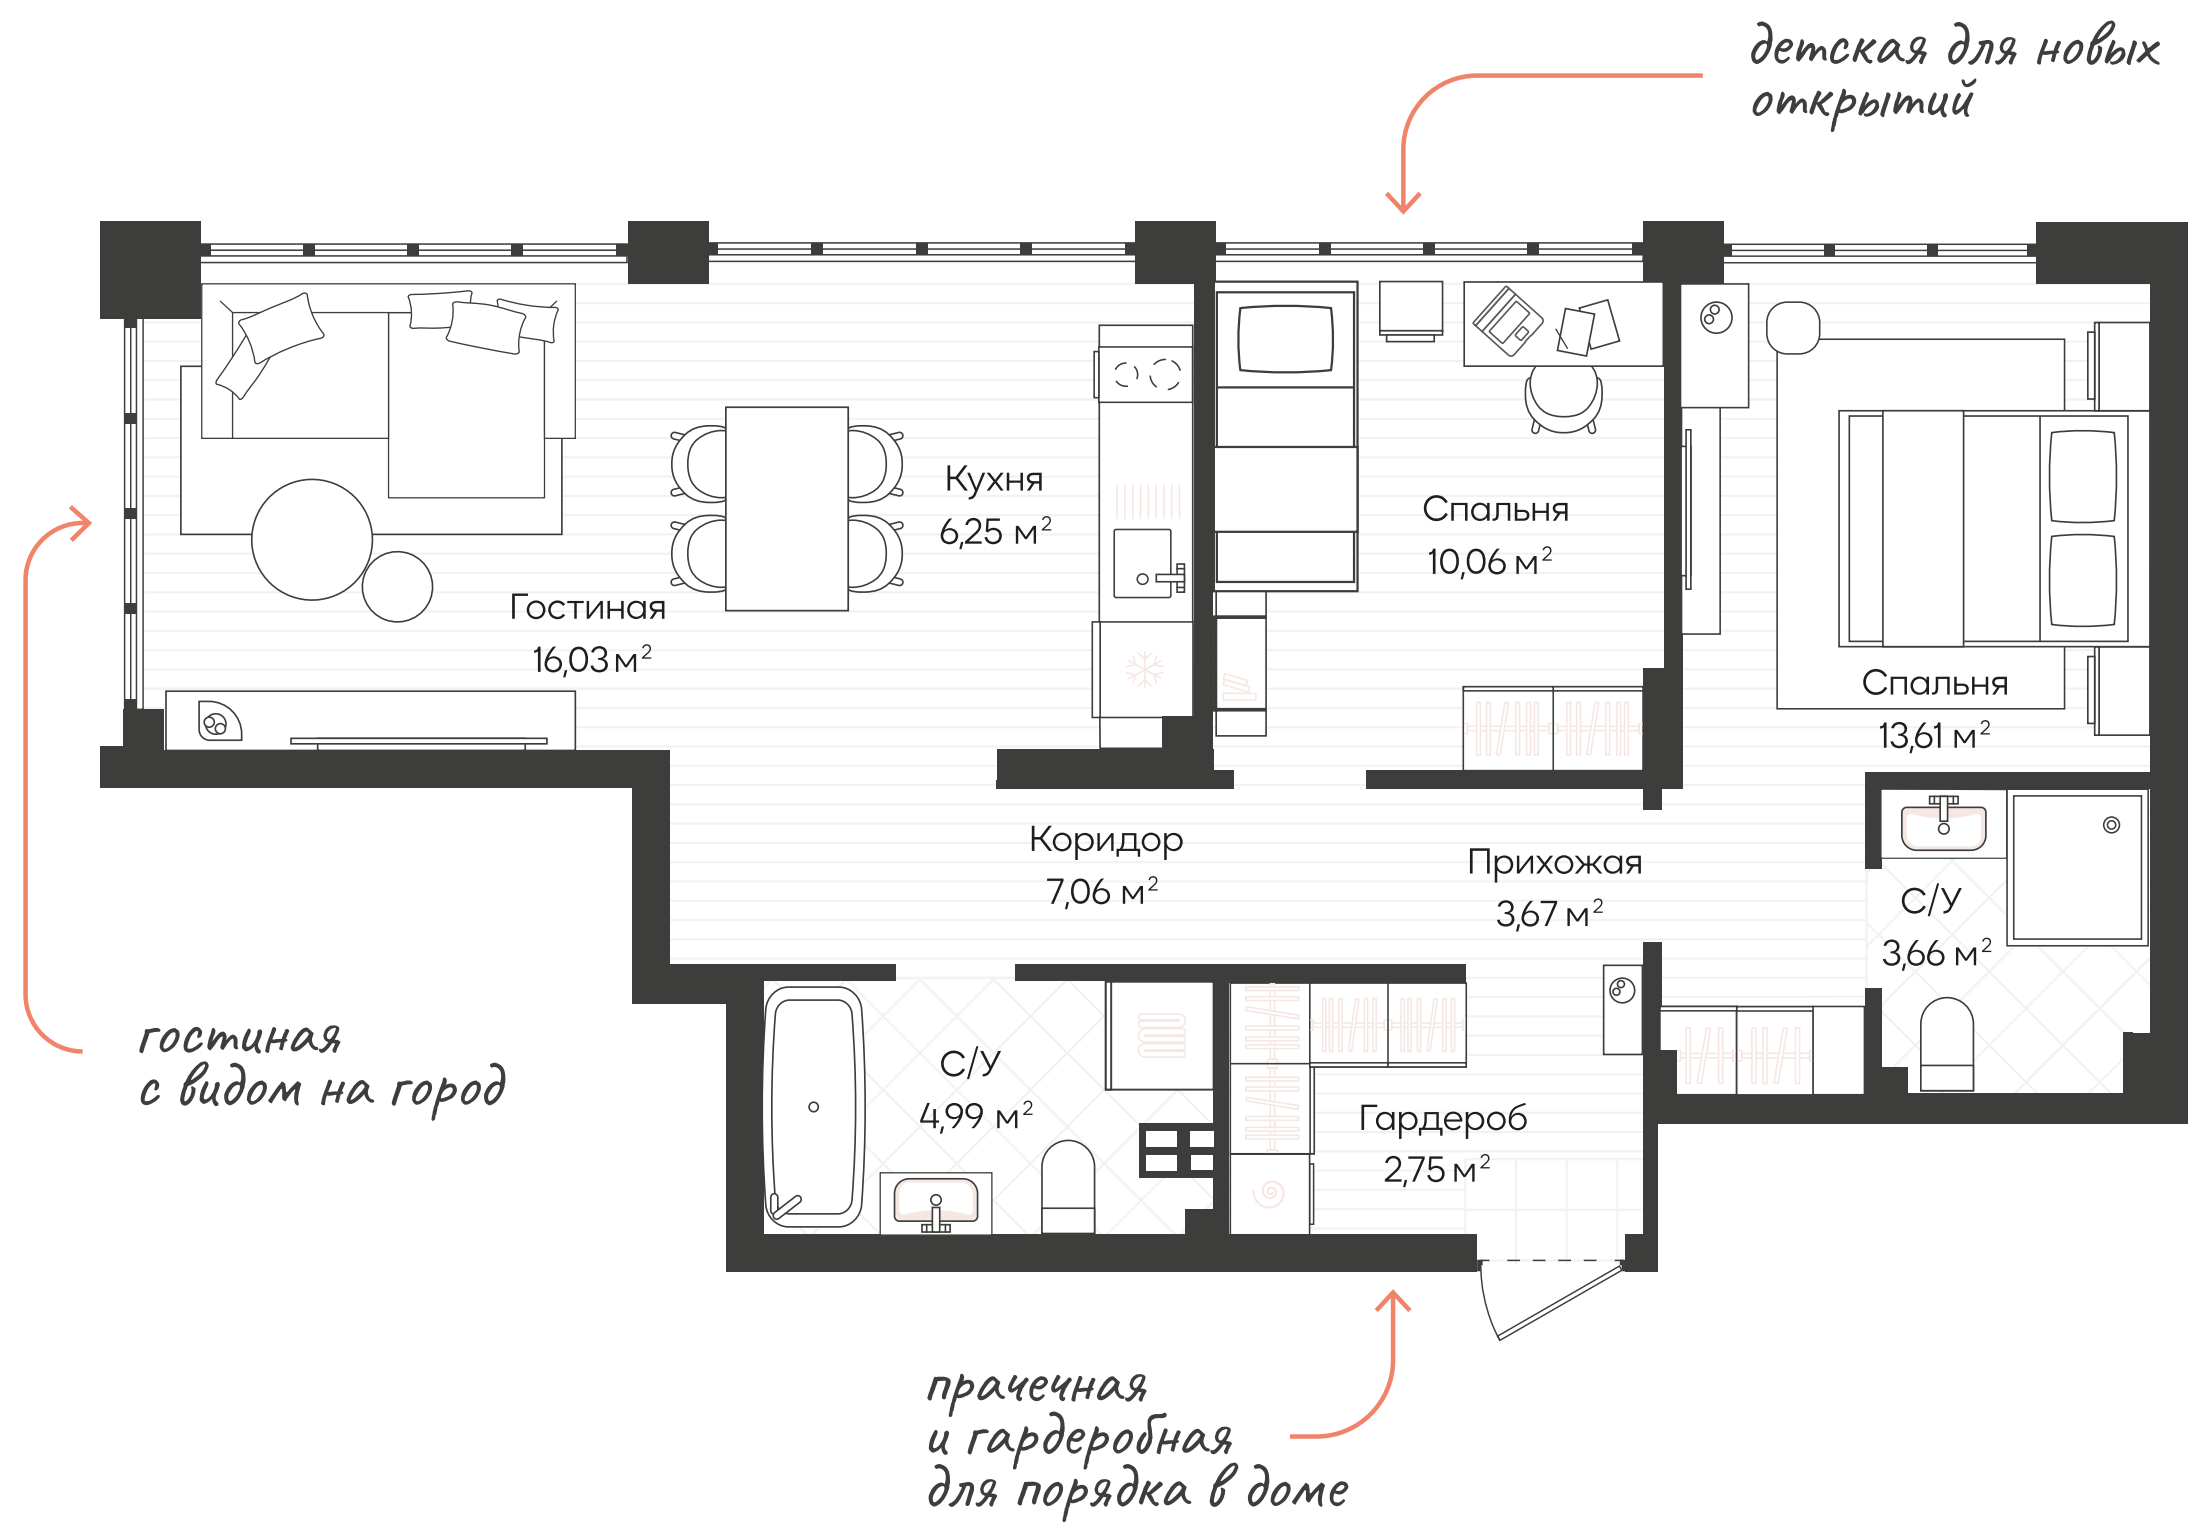 детская для новых
открытий
Кухня
6,25 м²
Спальня
10,06 м²
Гостиная
16,03 м²
Спальня
13,61 м²
Коридор
7,06 м²
Прихожая
3,67 м²
С/У
3,66 м²
гостиная
с видом на город
С/У
4,99 м²
Гардероб
2,75 м²
прачечная
и гардеробная
для порядка в доме